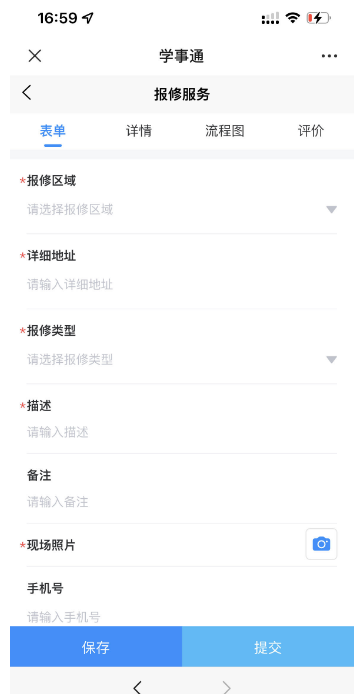 16:59
学事通
报修服务
表单 详情 流程图 评价
*报修区域
请选择报修区域
*详细地址
请输入详细地址
*报修类型
请选择报修类型
*描述
请输入描述
备注
请输入备注
*现场照片
手机号
请输入手机号
保存 提交